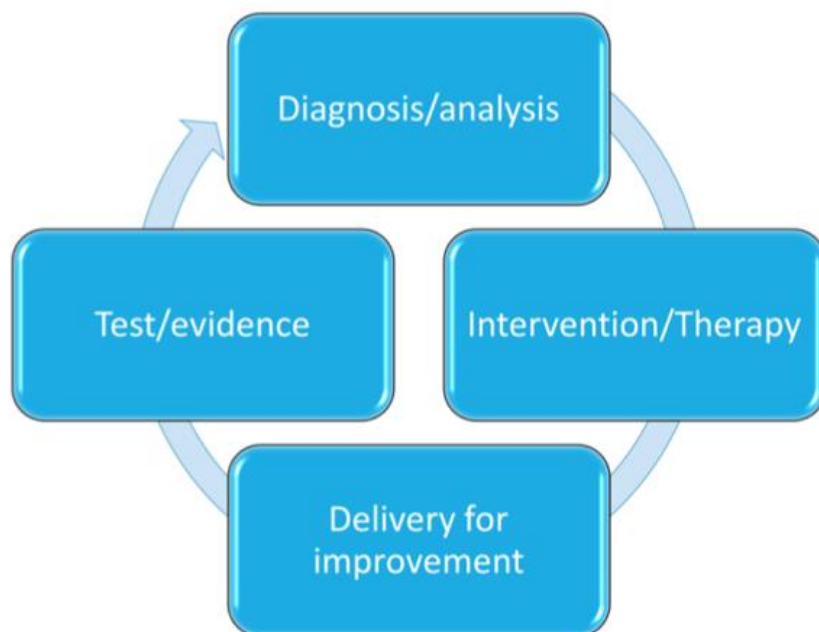 Diagnosis/analysis
Test/evidence
Intervention/Therapy
Delivery for
improvement